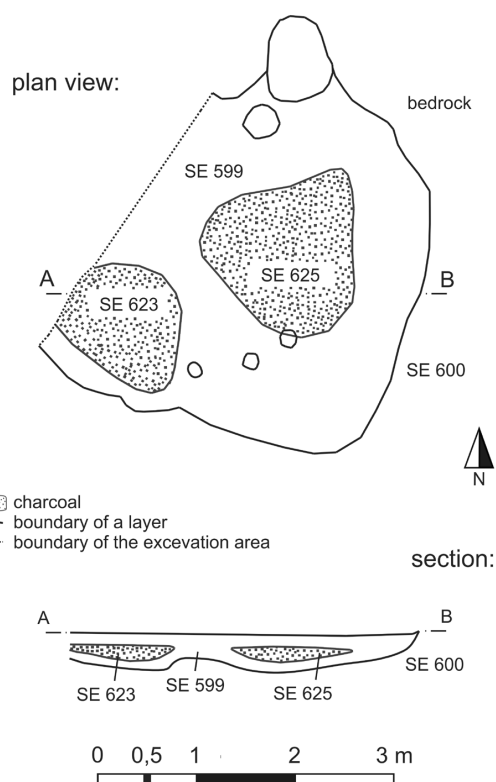 plan view:
bedrock
SE 599
A
B
SE 625
SE 623
SE 600
N
charcoal
boundary of a layer
boundary of the excevation area
section:
A
B
SE 600
SE 599
SE 623
SE 625
0 0,5 1 2 3 m